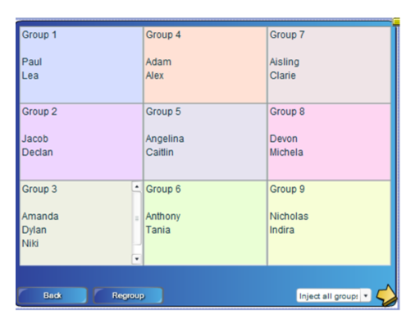 Group 1
Paul
Lea
Group 4
Adam
Alex
Group 7
Aisling
Clarie
Group 2
Jacob
Declan
Group 5
Angelina
Caitlin
Group 8
Devon
Michela
Group 3
Amanda
Dylan
Niki
Group 6
Anthony
Tania
Group 9
Nicholas
Indira
Back
Regroup
Inject all groups